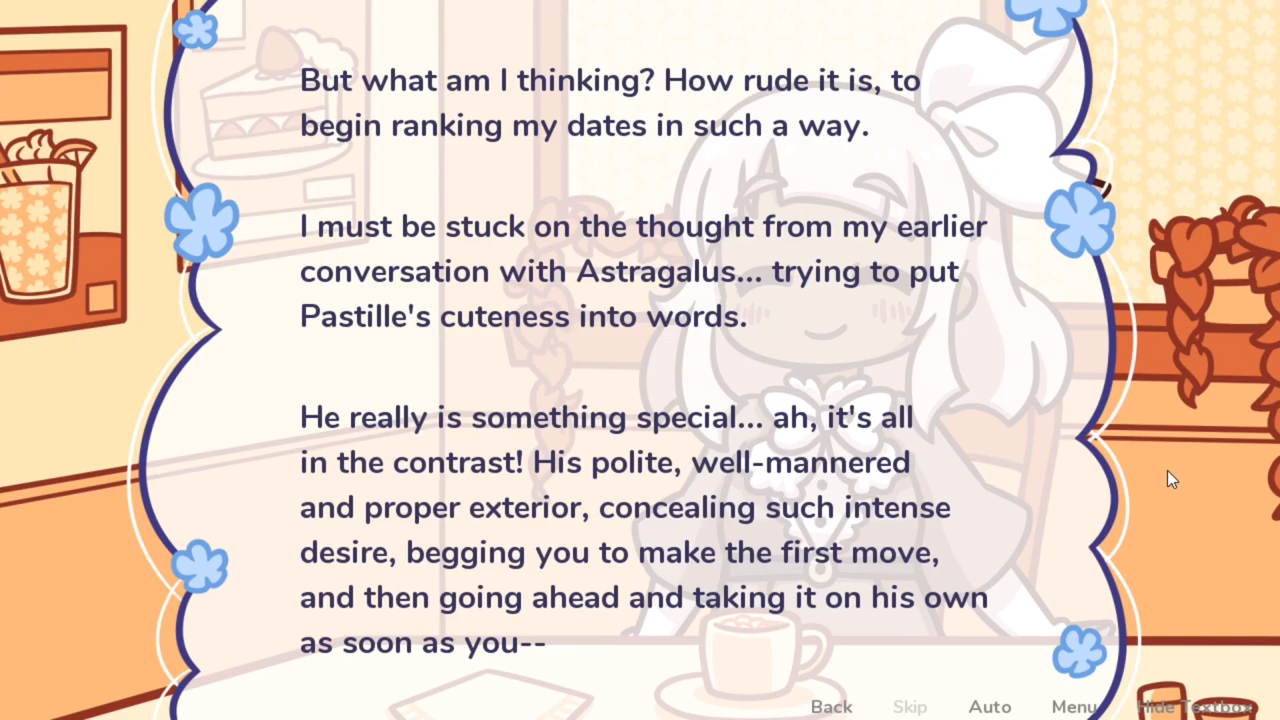 But what am I thinking? How rude it is, to
begin ranking my dates in such a way.
I must be stuck on the thought from my earlier
conversation with Astragalus... trying to put
Pastille's cuteness into words.
He really is something special... ah, it's all
in the contrast! His polite, well-mannered
and proper exterior, concealing such intense
desire, begging you to make the first move,
and then going ahead and taking it on his own
as soon as you--
Back Skip Auto Menu Hide Textbox